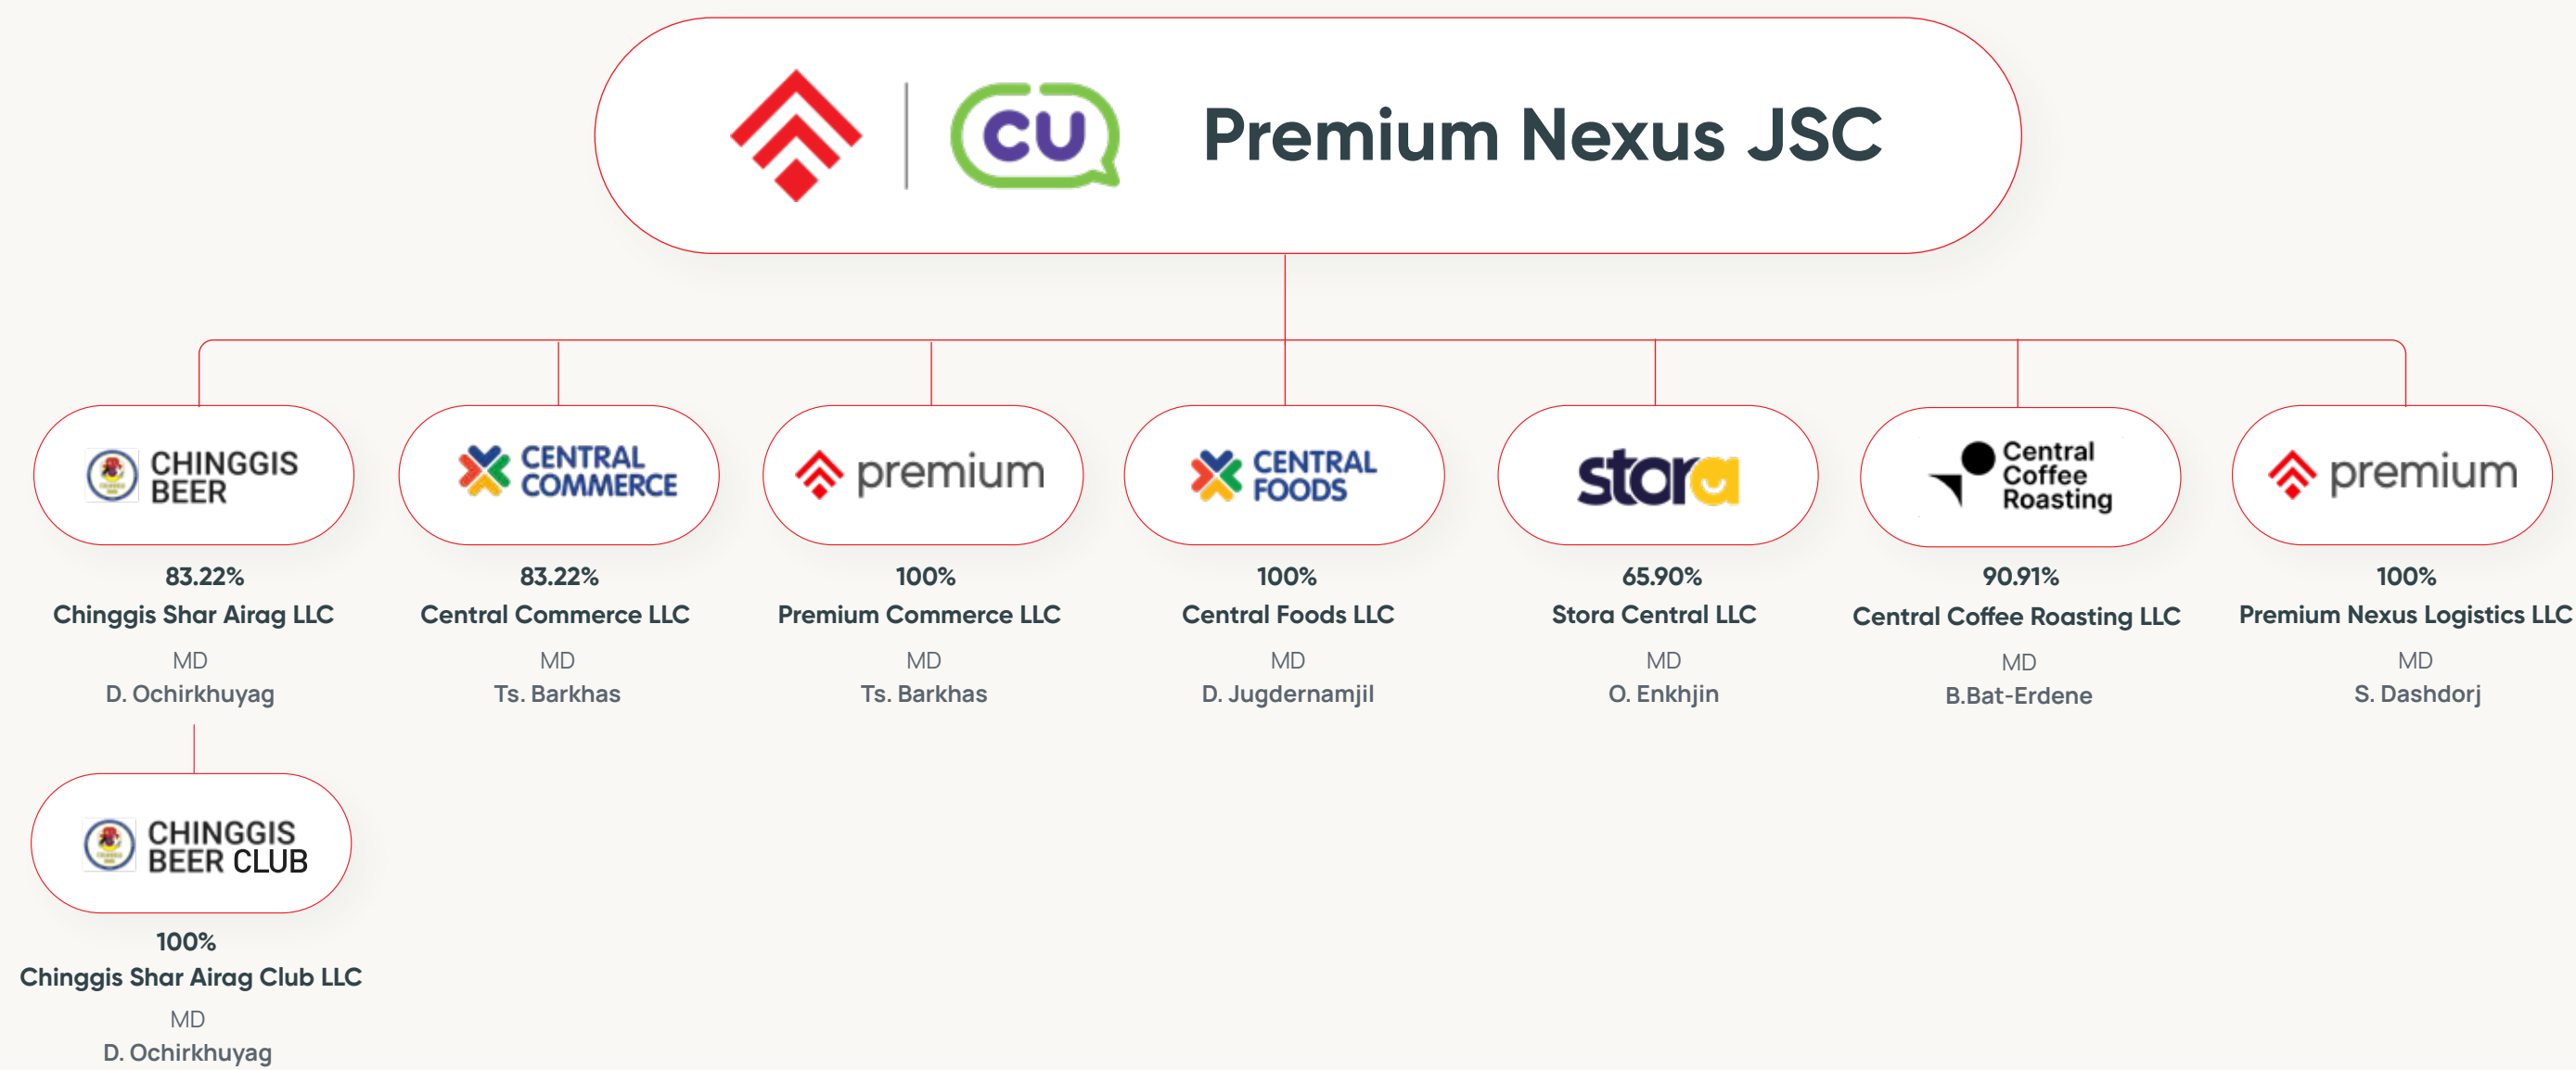 CU Premium Nexus JSC
CHINGGIS
BEER
CENTRAL
COMMERCE
premium
CENTRAL
FOODS
stora
Central
Coffee
Roasting
premium
83.22%
Chinggis Shar Airag LLC
MD
D. Ochirkhuyag
83.22%
Central Commerce LLC
MD
Ts. Barkhas
100%
Premium Commerce LLC
MD
Ts. Barkhas
100%
Central Foods LLC
MD
D. Jugdernamjil
65.90%
Stora Central LLC
MD
O. Enkhjin
90.91%
Central Coffee Roasting LLC
MD
B.Bat-Erdene
100%
Premium Nexus Logistics LLC
MD
S. Dashdorj
CHINGGIS
BEER CLUB
100%
Chinggis Shar Airag Club LLC
MD
D. Ochirkhuyag